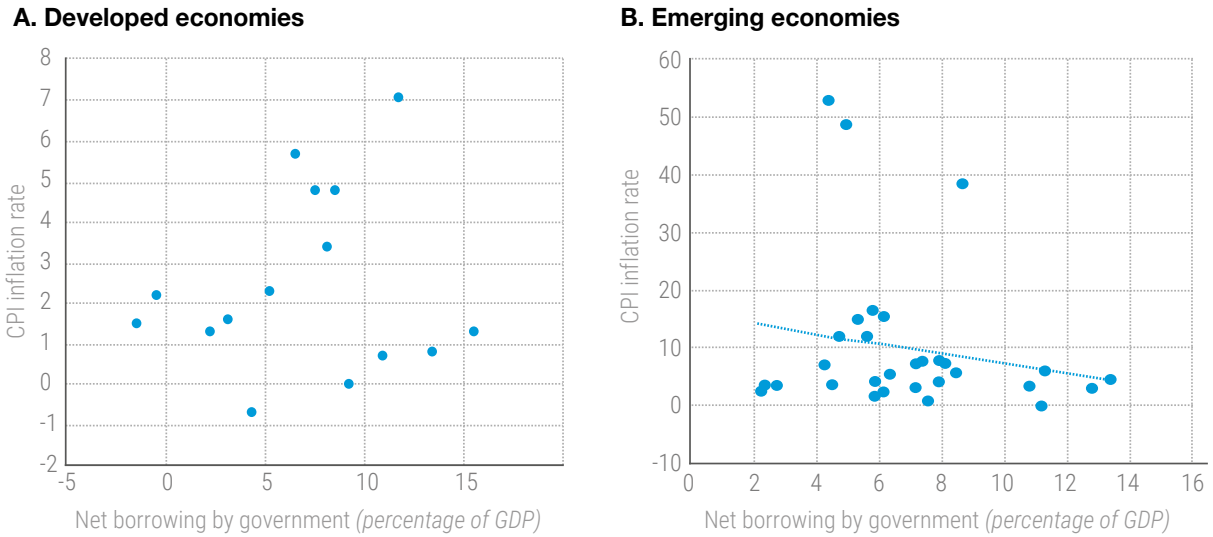 A. Developed economies
8
7
6
5
4
3
2
1
0
-1
-2
CPI inflation rate
-5 0 5 10 15
Net borrowing by government (percentage of GDP)
B. Emerging economies
60
50
40
30
20
10
0
-10
CPI inflation rate
0 2 4 6 8 10 12 14 16
Net borrowing by government (percentage of GDP)